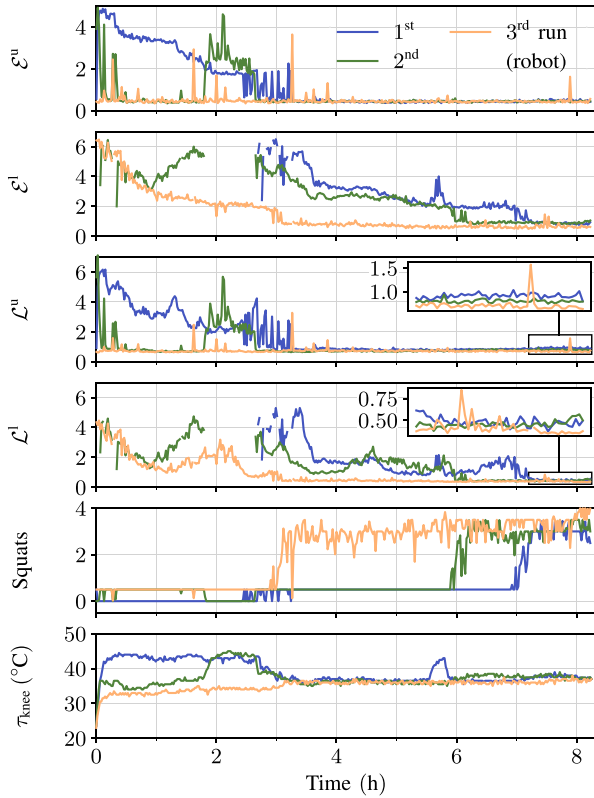 1ˢᵗ 3ʳᵈ run
2ⁿᵈ (robot)
ℰᵘ
4
2
0
ℰˡ
6
4
2
0
ℒᵘ
6
4
2
0
1.5
1.0
ℒˡ
6
4
2
0
0.75
0.50
Squats
4
2
0
τknee (°C)
50
40
30
20
0 2 4 6 8
Time (h)